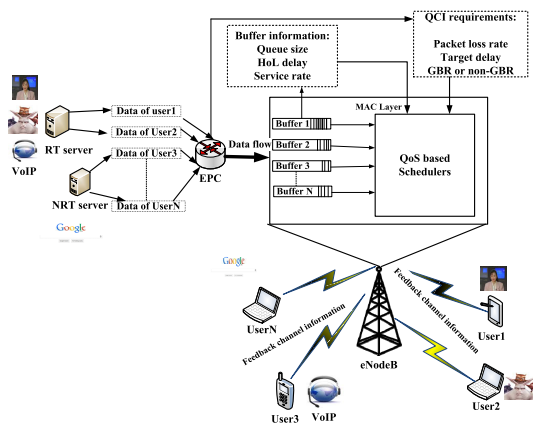 QCI requirements:
Packet loss rate
Target delay
GBR or non-GBR
Buffer information:
Queue size
HoL delay
Service rate
MAC Layer
Data of user1
Data of User2
Data of User3
Data of UserN
RT server
VoIP
NRT server
Google
EPC
Data flow
Buffer 1
Buffer 2
Buffer 3
Buffer N
QoS based
Schedulers
Google
UserN
Feedback channel information
Feedback channel information
User1
eNodeB
User2
User3
VoIP